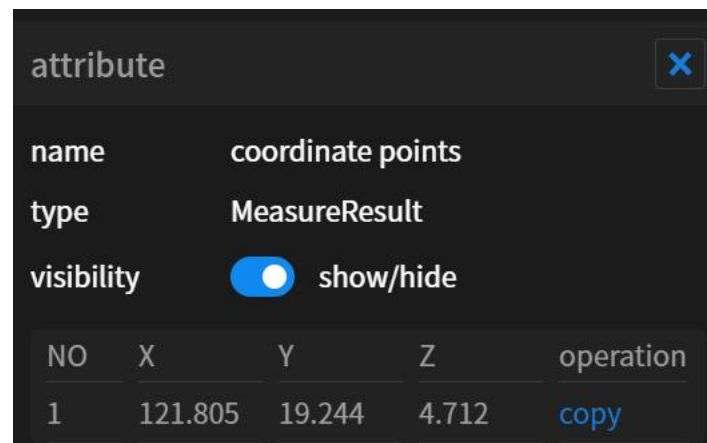 attribute
name coordinate points
type MeasureResult
visibility show/hide
NO X Y Z operation
1 121.805 19.244 4.712 copy